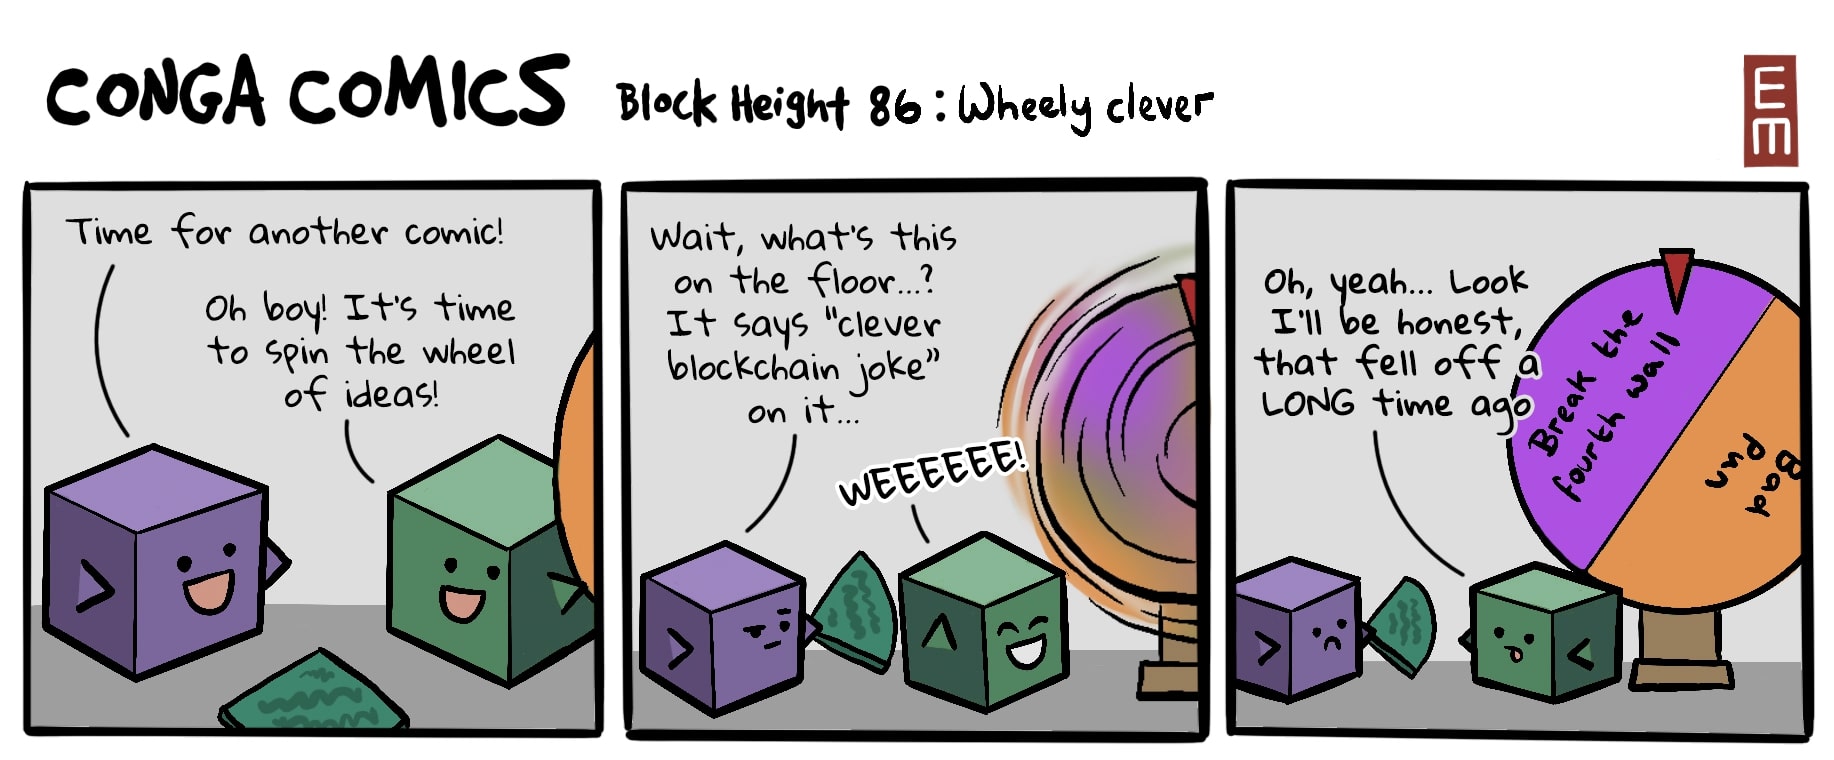 CONGA COMICS
Block Height 86: Wheely clever
EM
Time for another comic!
Oh boy! It's time
to spin the wheel
of ideas!
Wait, what's this
on the floor...?
It says "clever
blockchain joke"
on it...
WEEEEEE!
Oh, yeah... Look
I'll be honest,
that fell off a
LONG time ago
Break the
fourth wall
Bad
pun